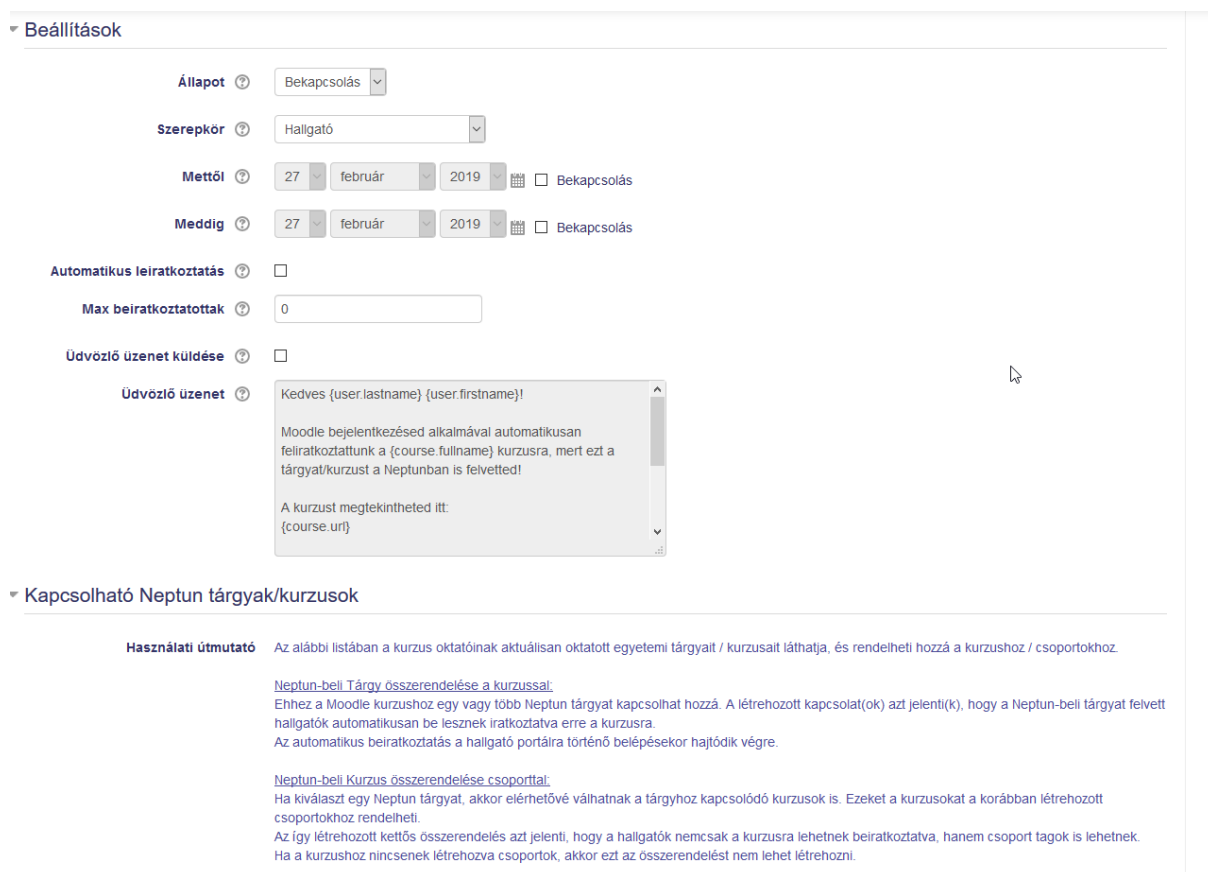 Beállítások
Állapot Bekapcsolás
Szerepkör Hallgató
Mettől 27 február 2019 Bekapcsolás
Meddig 27 február 2019 Bekapcsolás
Automatikus leiratkoztatás
Max beiratkoztatottak 0
Üdvözlő üzenet küldése
Üdvözlő üzenet Kedves {user.lastname} {user.firstname}!
Moodle bejelentkezésed alkalmával automatikusan
feliratkoztattunk a {course.fullname} kurzusra, mert ezt a
tárgyat/kurzust a Neptunban is felvetted!
A kurzust megtekintheted itt:
{course.url}
Kapcsolható Neptun tárgyak/kurzusok
Használati útmutató Az alábbi listában a kurzus oktatóinak aktuálisan oktatott egyetemi tárgyait / kurzusait láthatja, és rendelheti hozzá a kurzushoz / csoportokhoz.
Neptun-beli Tárgy összerendelése a kurzussal:
Ehhez a Moodle kurzushoz egy vagy több Neptun tárgyat kapcsolhat hozzá. A létrehozott kapcsolat(ok) azt jelenti(k), hogy a Neptun-beli tárgyat felvett
hallgatók automatikusan be lesznek iratkoztatva erre a kurzusra.
Az automatikus beiratkoztatás a hallgató portálra történő belépésekor hajtódik végre.
Neptun-beli Kurzus összerendelése csoporttal:
Ha kiválaszt egy Neptun tárgyat, akkor elérhetővé válhatnak a tárgyhoz kapcsolódó kurzusok is. Ezeket a kurzusokat a korábban létrehozott
csoportokhoz rendelheti.
Az így létrehozott kettős összerendelés azt jelenti, hogy a hallgatók nemcsak a kurzusra lehetnek beiratkoztatva, hanem csoport tagok is lehetnek.
Ha a kurzushoz nincsenek létrehozva csoportok, akkor ezt az összerendelést nem lehet létrehozni.